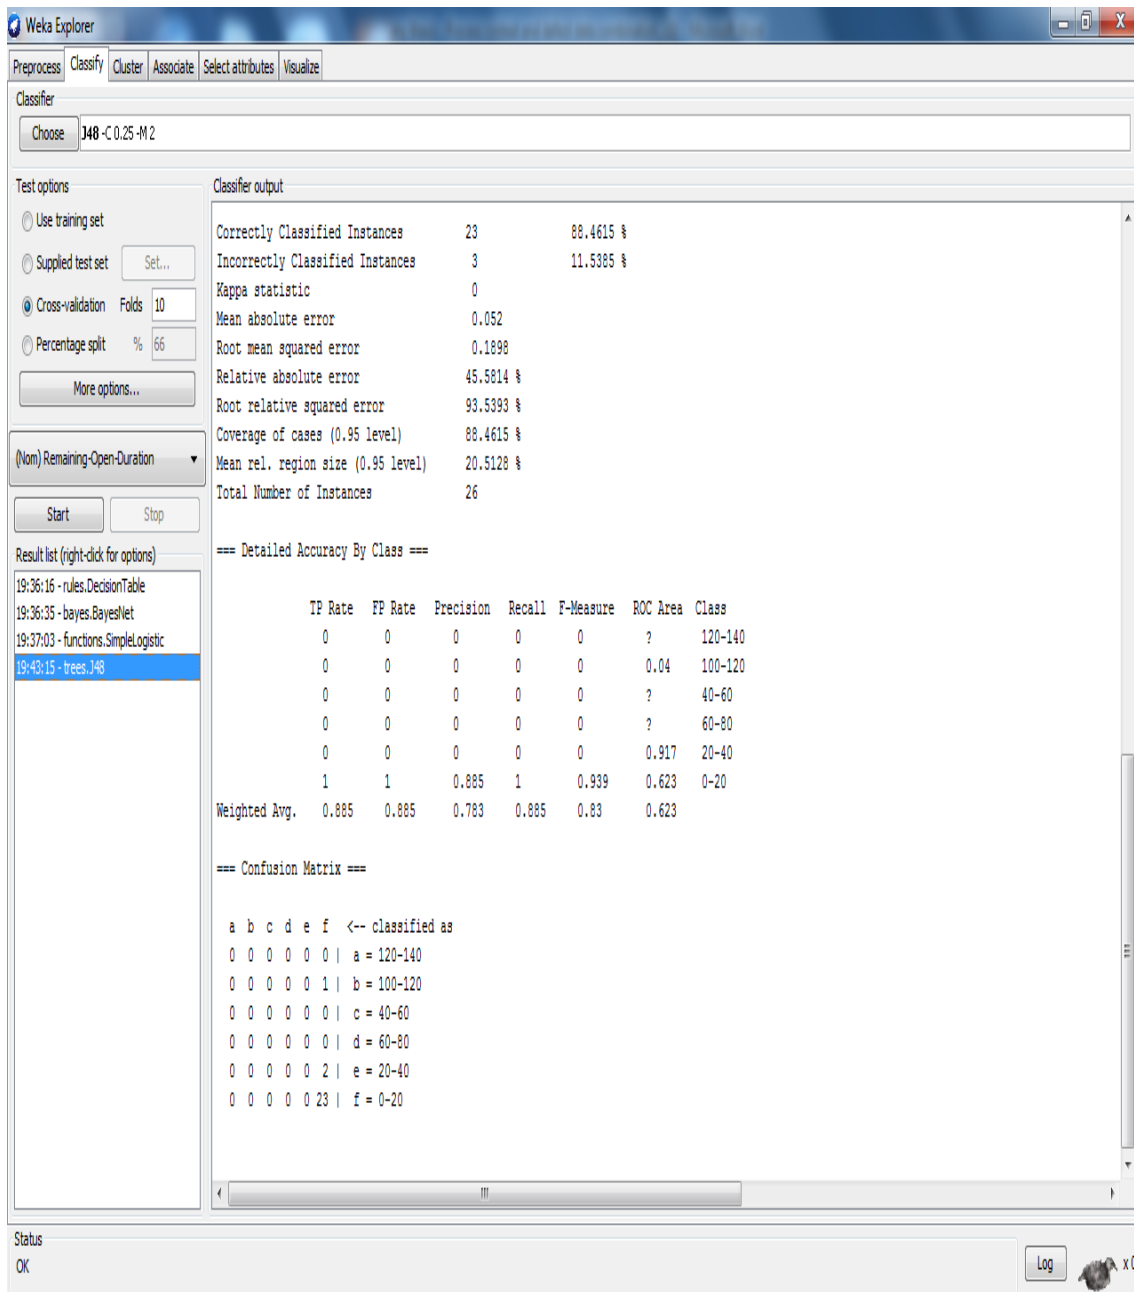 Weka Explorer
Preprocess Classify Cluster Associate Select attributes Visualize
Classifier
Choose J48 -C 0.25 -M 2
Test options
Use training set
Supplied test set Set...
Cross-validation Folds 10
Percentage split % 66
More options...
(Nom) Remaining-Open-Duration
Start Stop
Result list (right-click for options)
19:36:16 - rules.DecisionTable
19:36:35 - bayes.BayesNet
19:37:03 - functions.SimpleLogistic
19:43:15 - trees.J48
Classifier output
Correctly Classified Instances 23 88.4615 %
Incorrectly Classified Instances 3 11.5385 %
Kappa statistic 0
Mean absolute error 0.052
Root mean squared error 0.1898
Relative absolute error 45.5814 %
Root relative squared error 93.5393 %
Coverage of cases (0.95 level) 88.4615 %
Mean rel. region size (0.95 level) 20.5128 %
Total Number of Instances 26
=== Detailed Accuracy By Class ===
TP Rate FP Rate Precision Recall F-Measure ROC Area Class
0 0 0 0 0 ? 120-140
0 0 0 0 0 0.04 100-120
0 0 0 0 0 ? 40-60
0 0 0 0 0 ? 60-80
0 0 0 0 0 0.917 20-40
1 1 0.885 1 0.939 0.623 0-20
Weighted Avg. 0.885 0.885 0.783 0.885 0.83 0.623
=== Confusion Matrix ===
a b c d e f <-- classified as
0 0 0 0 0 0 | a = 120-140
0 0 0 0 0 1 | b = 100-120
0 0 0 0 0 0 | c = 40-60
0 0 0 0 0 0 | d = 60-80
0 0 0 0 0 2 | e = 20-40
0 0 0 0 0 23 | f = 0-20
Status
OK
Log x 0